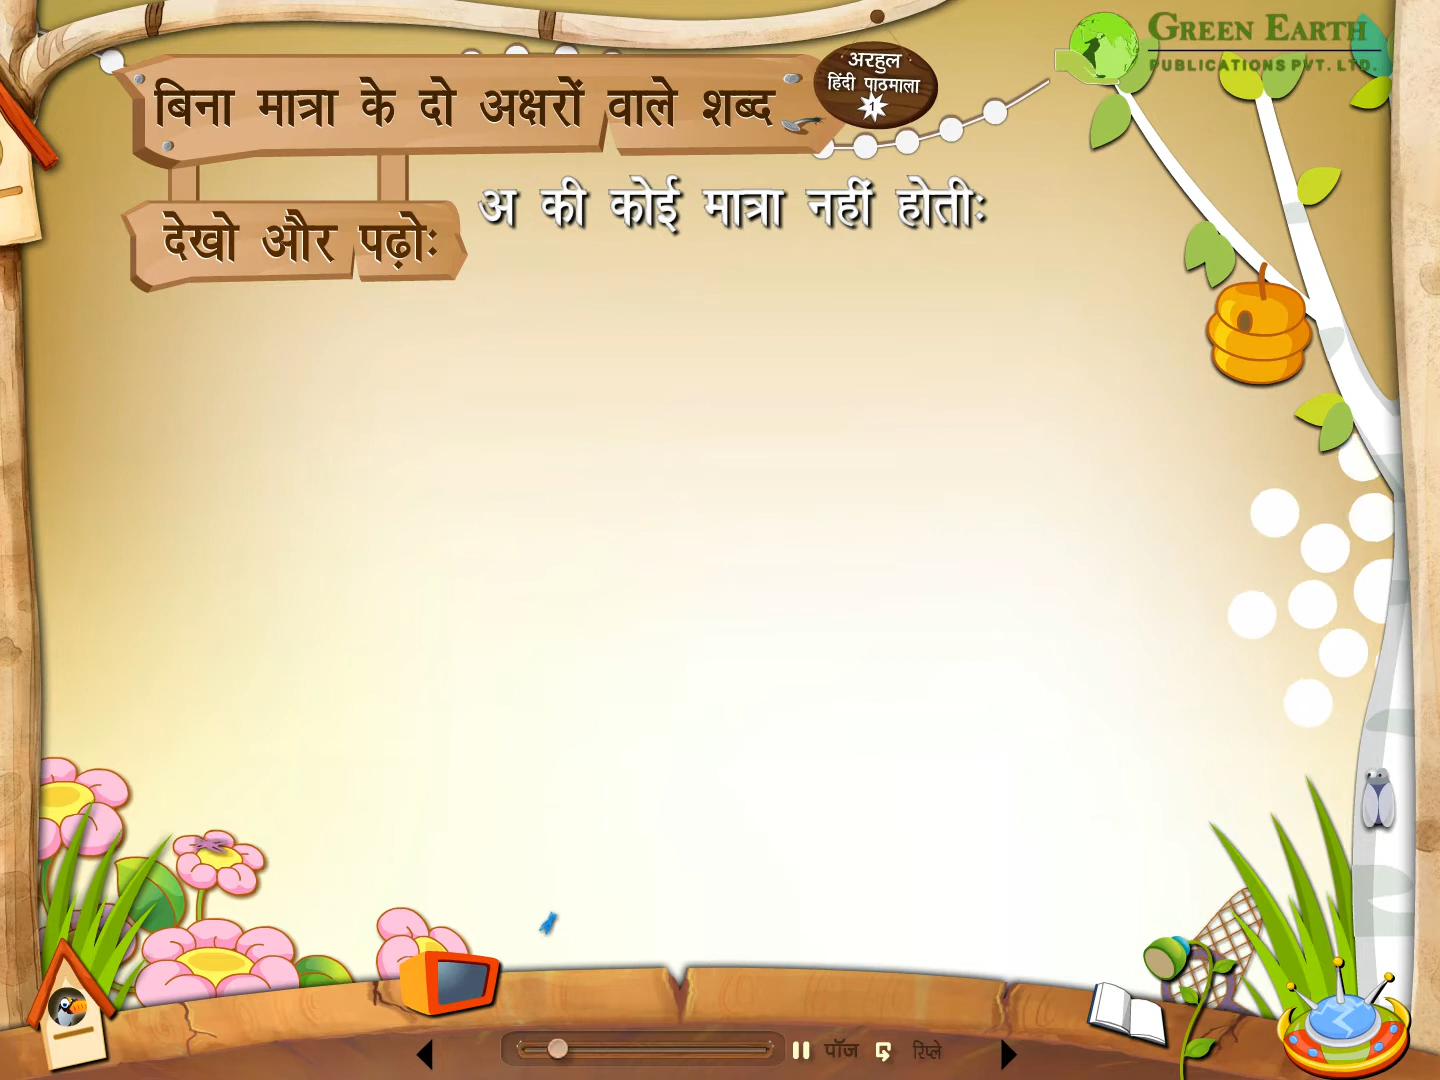 बिना मात्रा के दो अक्षरों वाले शब्द
अरहुल
हिंदी पाठमाला
1
GREEN EARTH
PUBLICATIONS PVT. LTD.
देखो और पढ़ोः
अ की कोई मात्रा नहीं होतीः
पॉज
रिप्ले